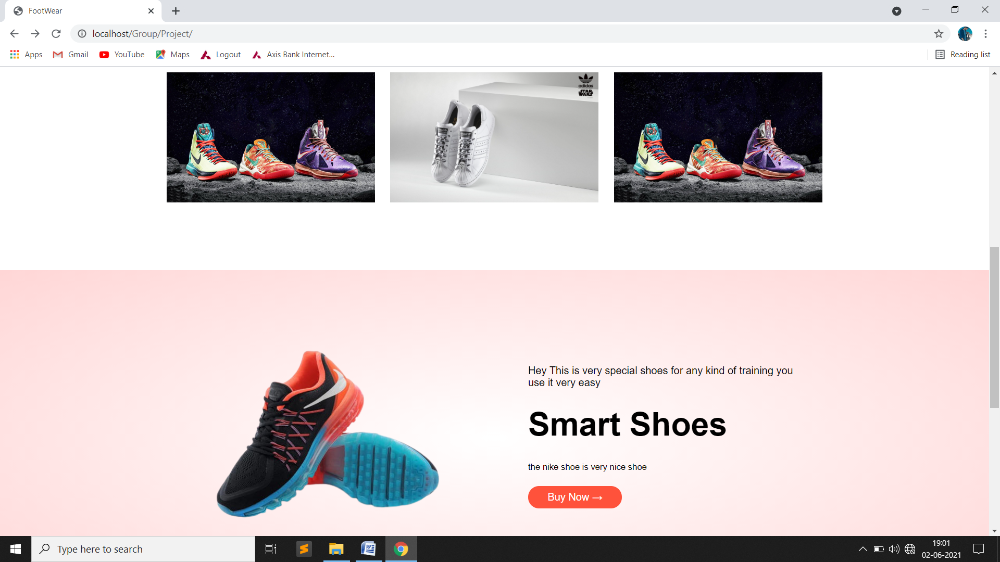 FootWear
localhost/Group/Project/
Apps
Gmail
YouTube
Maps
Logout
Axis Bank Internet...
Reading list
adidas
STAR
WARS
Hey This is very special shoes for any kind of training you
use it very easy
Smart Shoes
the nike shoe is very nice shoe
Buy Now →
Type here to search
19:01
02-06-2021